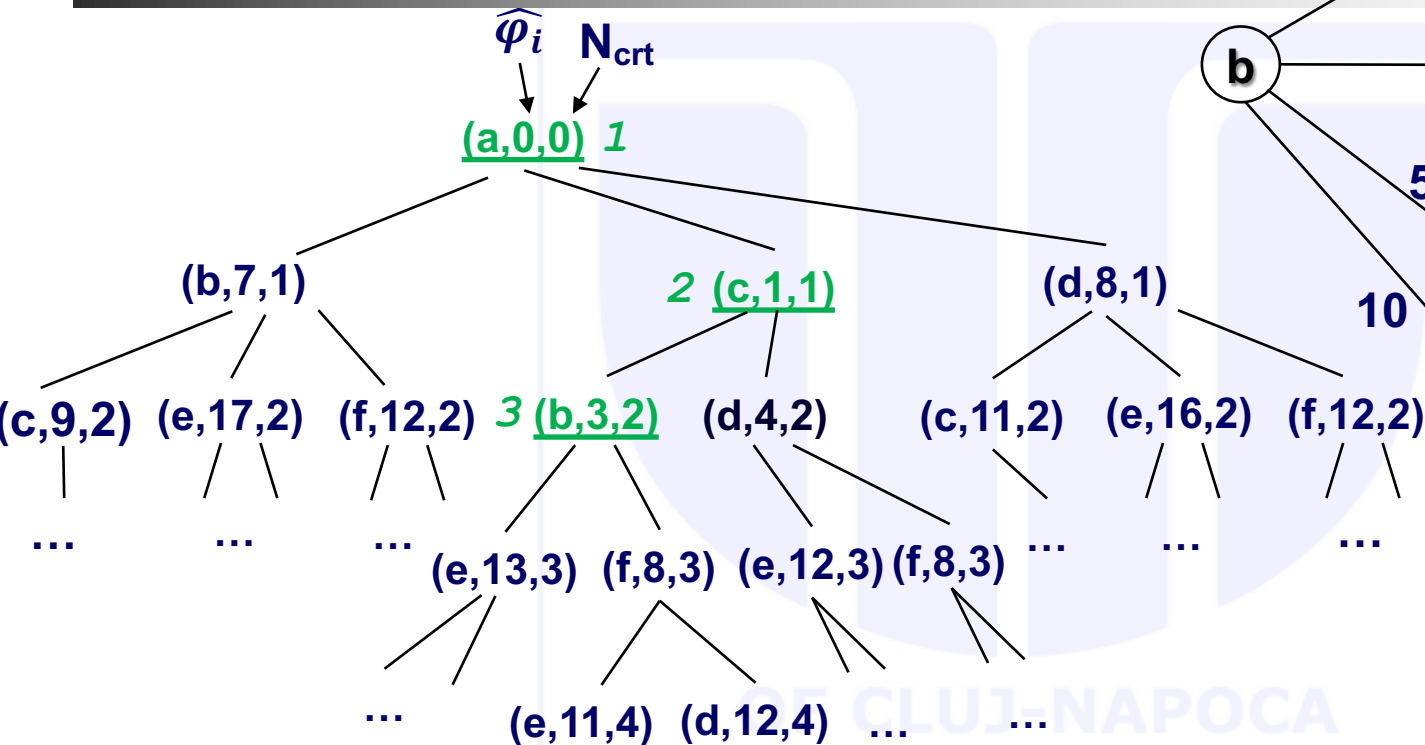 φ̂ᵢ N_crt
b
(a,0,0) 1
5
(b,7,1) 2 (c,1,1) (d,8,1)
10
(c,9,2) (e,17,2) (f,12,2) 3 (b,3,2) (d,4,2) (c,11,2) (e,16,2) (f,12,2)
... ... ... ... ... ...
(e,13,3) (f,8,3) (e,12,3) (f,8,3)
... (e,11,4) (d,12,4) ... ...
OF CLUJ-NAPOCA